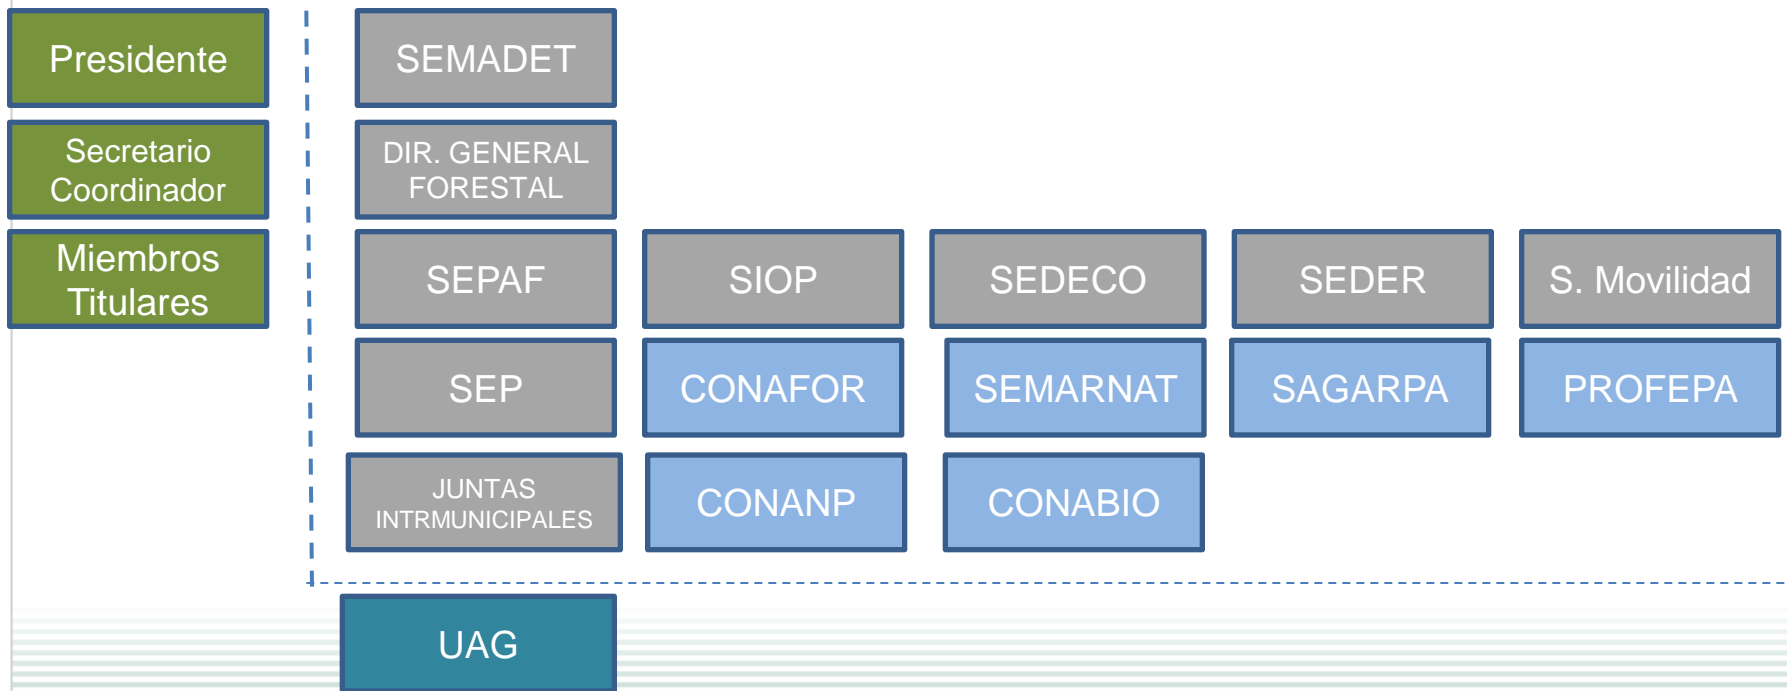 Presidente
SEMADET
Secretario
Coordinador
DIR. GENERAL
FORESTAL
Miembros
Titulares
SEPAF
SIOP
SEDECO
SEDER
S. Movilidad
SEP
CONAFOR
SEMARNAT
SAGARPA
PROFEPA
JUNTAS
INTRMUNICIPALES
CONANP
CONABIO
UAG